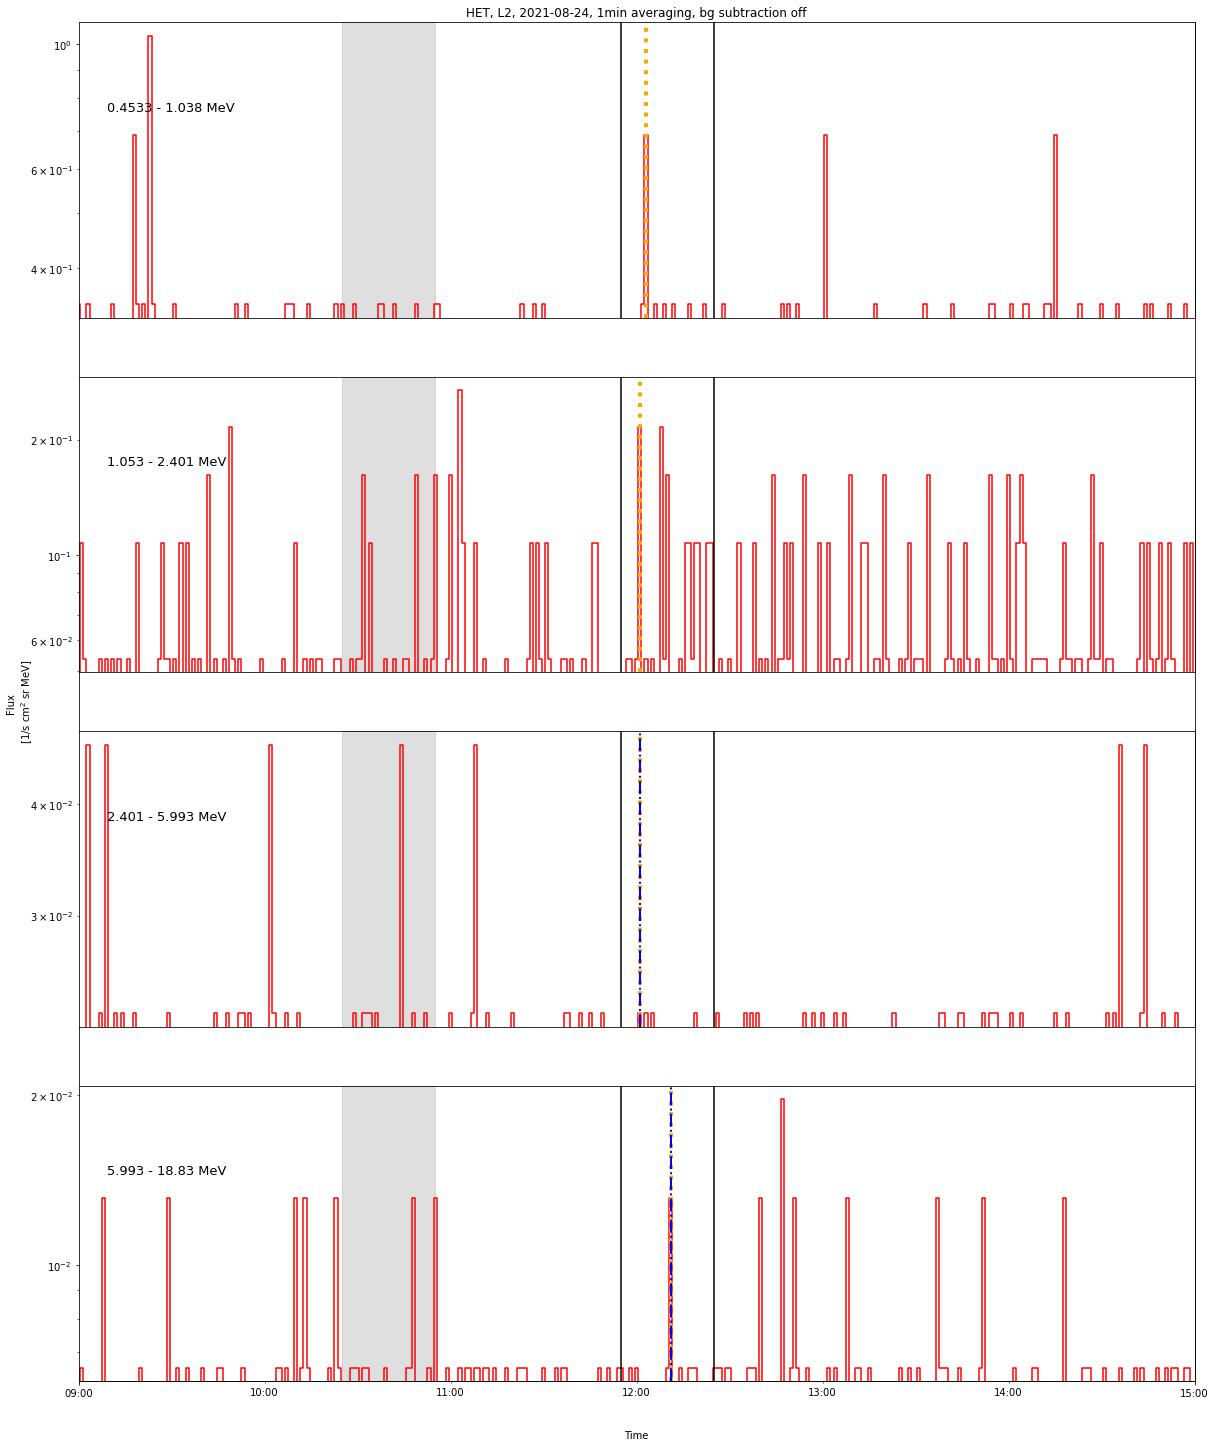 HET, L2, 2021-08-24, 1min averaging, bg subtraction off
10⁰
0.4533 - 1.038 MeV
6 × 10⁻¹
4 × 10⁻¹
2 × 10⁻¹
1.053 - 2.401 MeV
10⁻¹
6 × 10⁻²
Flux
[1/s cm² sr MeV]
4 × 10⁻²
2.401 - 5.993 MeV
3 × 10⁻²
2 × 10⁻²
5.993 - 18.83 MeV
10⁻²
09:00 10:00 11:00 12:00 13:00 14:00 15:00
Time